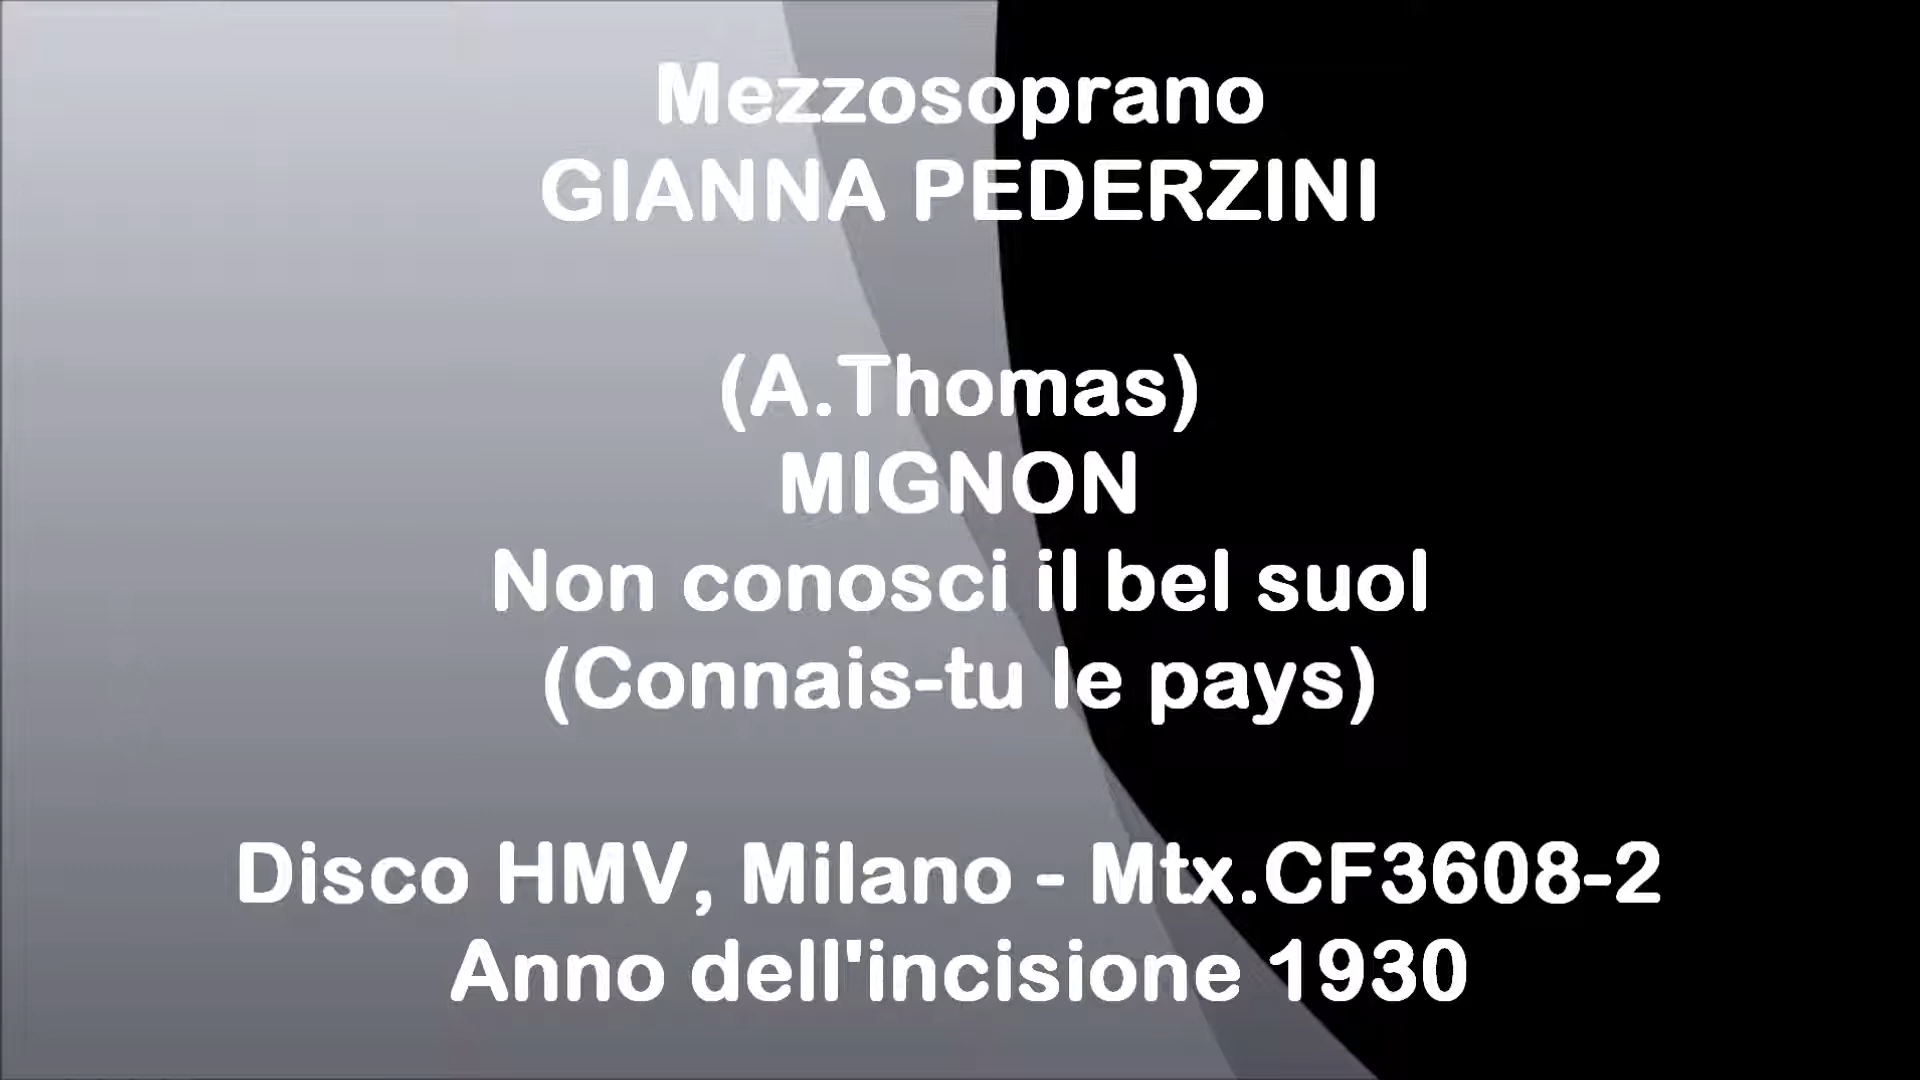 Mezzosoprano
GIANNA PEDERZINI
(A.Thomas)
MIGNON
Non conosci il bel suol
(Connais-tu le pays)
Disco HMV, Milano - Mtx.CF3608-2
Anno dell'incisione 1930